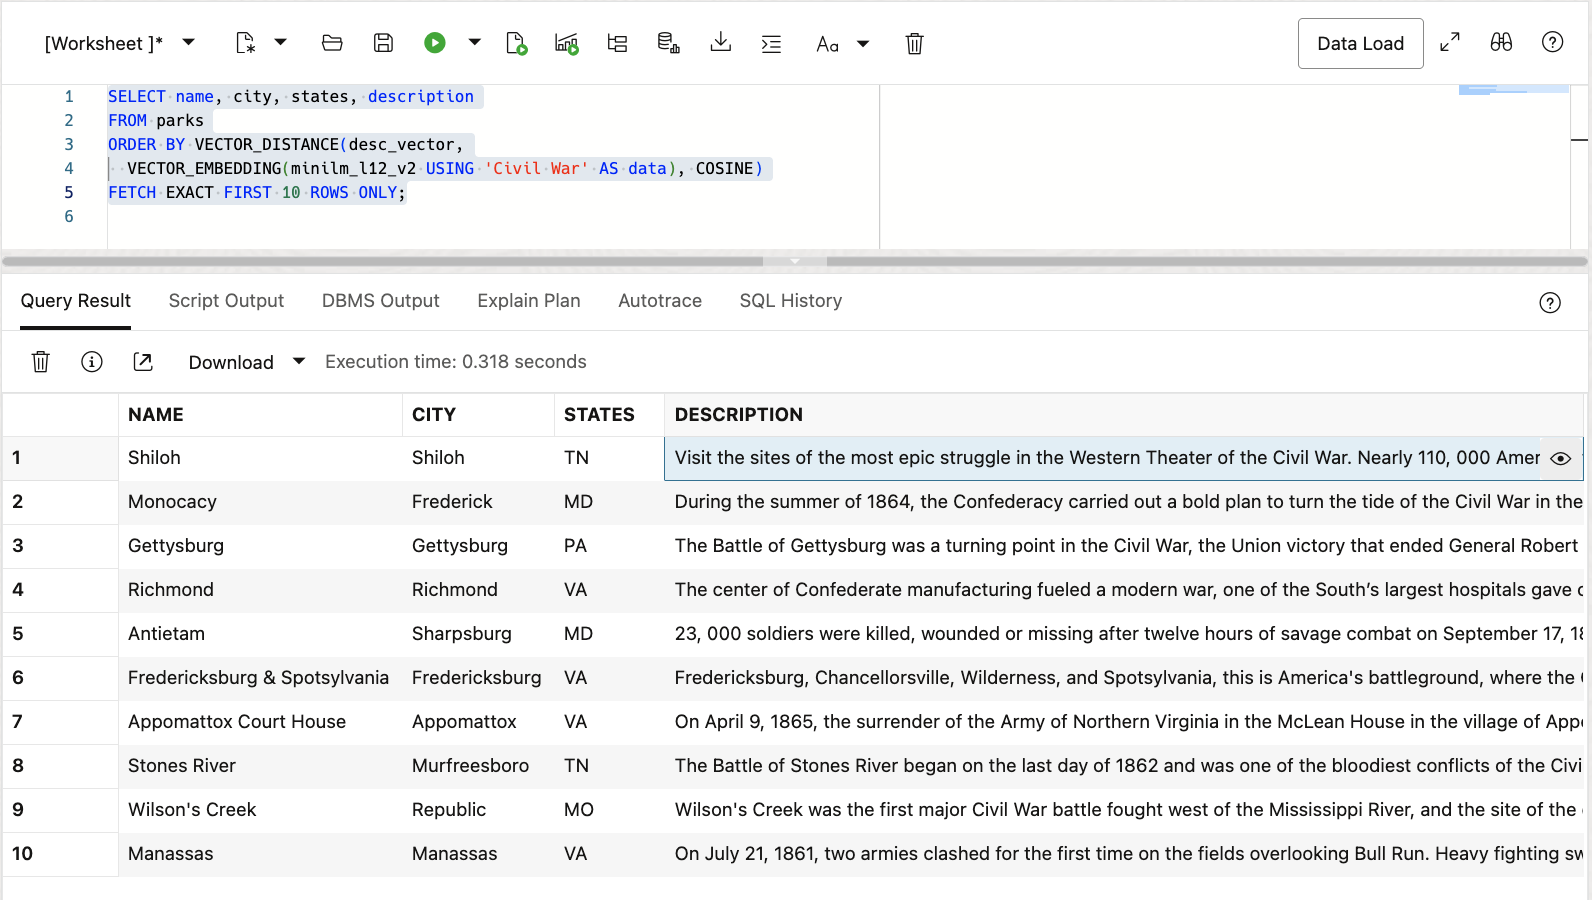 [Worksheet ]*
Aa
Data Load
1 SELECT name, city, states, description
2 FROM parks
3 ORDER BY VECTOR_DISTANCE(desc_vector,
4 VECTOR_EMBEDDING(minilm_l12_v2 USING 'Civil War' AS data), COSINE)
5 FETCH EXACT FIRST 10 ROWS ONLY;
6
Query Result Script Output DBMS Output Explain Plan Autotrace SQL History
Download Execution time: 0.318 seconds
NAME CITY STATES DESCRIPTION
1 Shiloh Shiloh TN Visit the sites of the most epic struggle in the Western Theater of the Civil War. Nearly 110, 000 Amer
2 Monocacy Frederick MD During the summer of 1864, the Confederacy carried out a bold plan to turn the tide of the Civil War in the
3 Gettysburg Gettysburg PA The Battle of Gettysburg was a turning point in the Civil War, the Union victory that ended General Robert
4 Richmond Richmond VA The center of Confederate manufacturing fueled a modern war, one of the South’s largest hospitals gave
5 Antietam Sharpsburg MD 23, 000 soldiers were killed, wounded or missing after twelve hours of savage combat on September 17,
6 Fredericksburg & Spotsylvania Fredericksburg VA Fredericksburg, Chancellorsville, Wilderness, and Spotsylvania, this is America's battleground, where the
7 Appomattox Court House Appomattox VA On April 9, 1865, the surrender of the Army of Northern Virginia in the McLean House in the village of
8 Stones River Murfreesboro TN The Battle of Stones River began on the last day of 1862 and was one of the bloodiest conflicts of the Civi
9 Wilson's Creek Republic MO Wilson's Creek was the first major Civil War battle fought west of the Mississippi River, and the site of the
10 Manassas Manassas VA On July 21, 1861, two armies clashed for the first time on the fields overlooking Bull Run. Heavy fighting